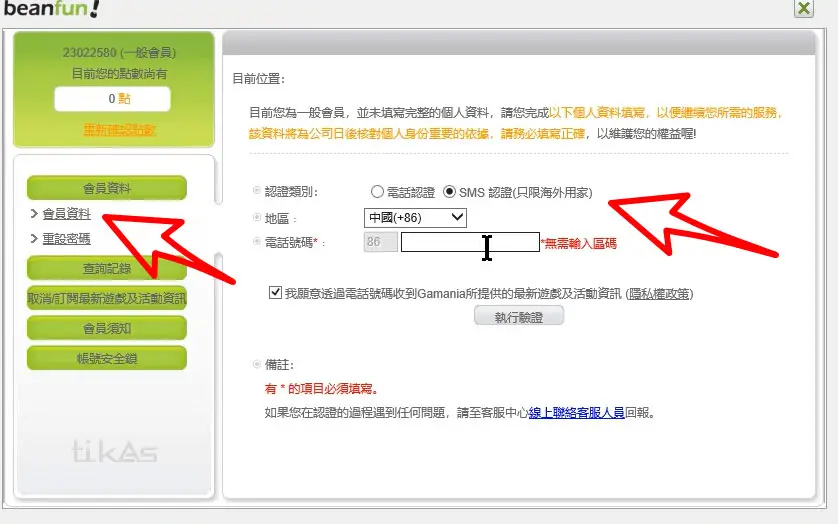 beanfun!
23022580 (一般會員)
目前您的點數尚有
0 點
重新確認點數
會員資料
會員資料
重設密碼
查詢記錄
取消/訂閱最新遊戲及活動資訊
會員須知
帳號安全鎖
tikAs
目前位置:
目前您為一般會員，並未填寫完整的個人資料，請您完成以下個人資料填寫，以便繼續您所需的服務，
該資料將為公司日後核對個人身份重要的依據，請務必填寫正確，以維護您的權益喔!
認證類別: 電話認證 SMS 認證(只限海外用家)
地區： 中國(+86)
電話號碼*： 86 *無需輸入區碼
我願意透過電話號碼收到Gamania所提供的最新遊戲及活動資訊 (隱私權政策)
執行驗證
備註:
有 * 的項目必須填寫。
如果您在認證的過程遇到任何問題，請至客服中心線上聯絡客服人員回報。